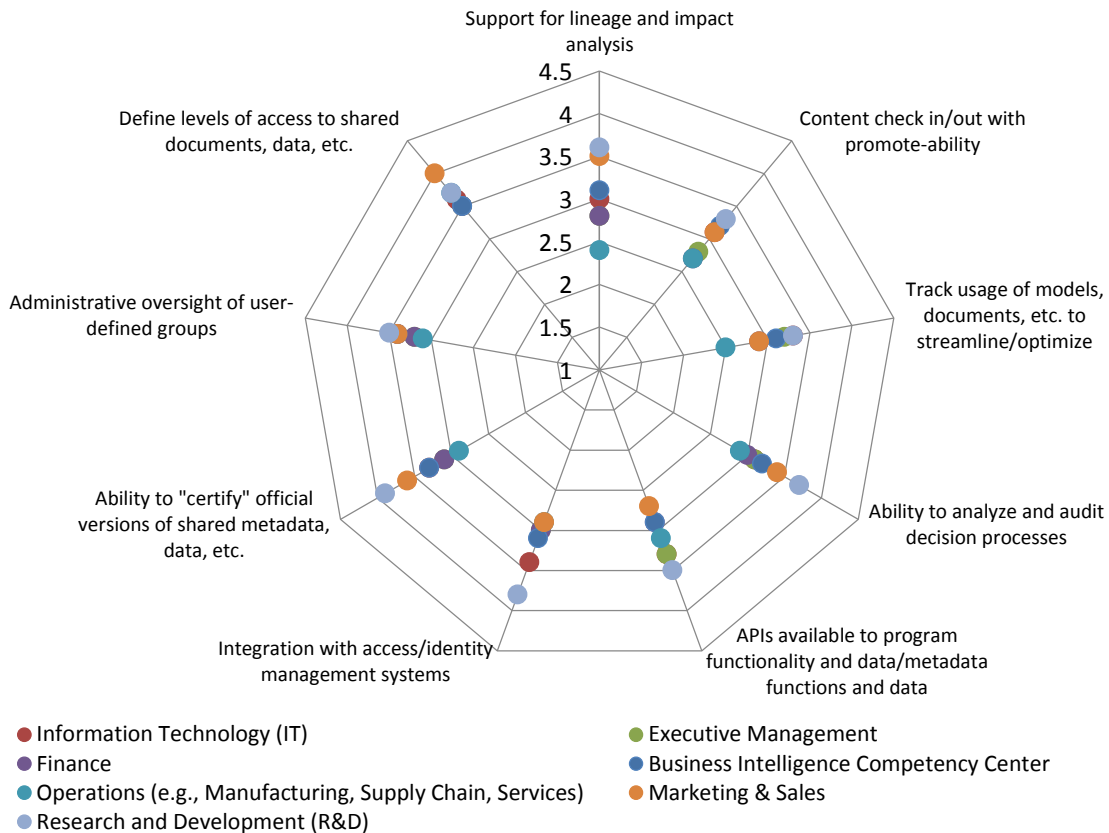 Support for lineage and impact
analysis
Define levels of access to shared
documents, data, etc.
Content check in/out with
promote-ability
4.5
4
3.5
3
2.5
2
1.5
1
Administrative oversight of user-
defined groups
Track usage of models,
documents, etc. to
streamline/optimize
Ability to "certify" official
versions of shared metadata,
data, etc.
Ability to analyze and audit
decision processes
Integration with access/identity
management systems
APIs available to program
functionality and data/metadata
functions and data
Information Technology (IT)
Executive Management
Finance
Business Intelligence Competency Center
Operations (e.g., Manufacturing, Supply Chain, Services)
Marketing & Sales
Research and Development (R&D)